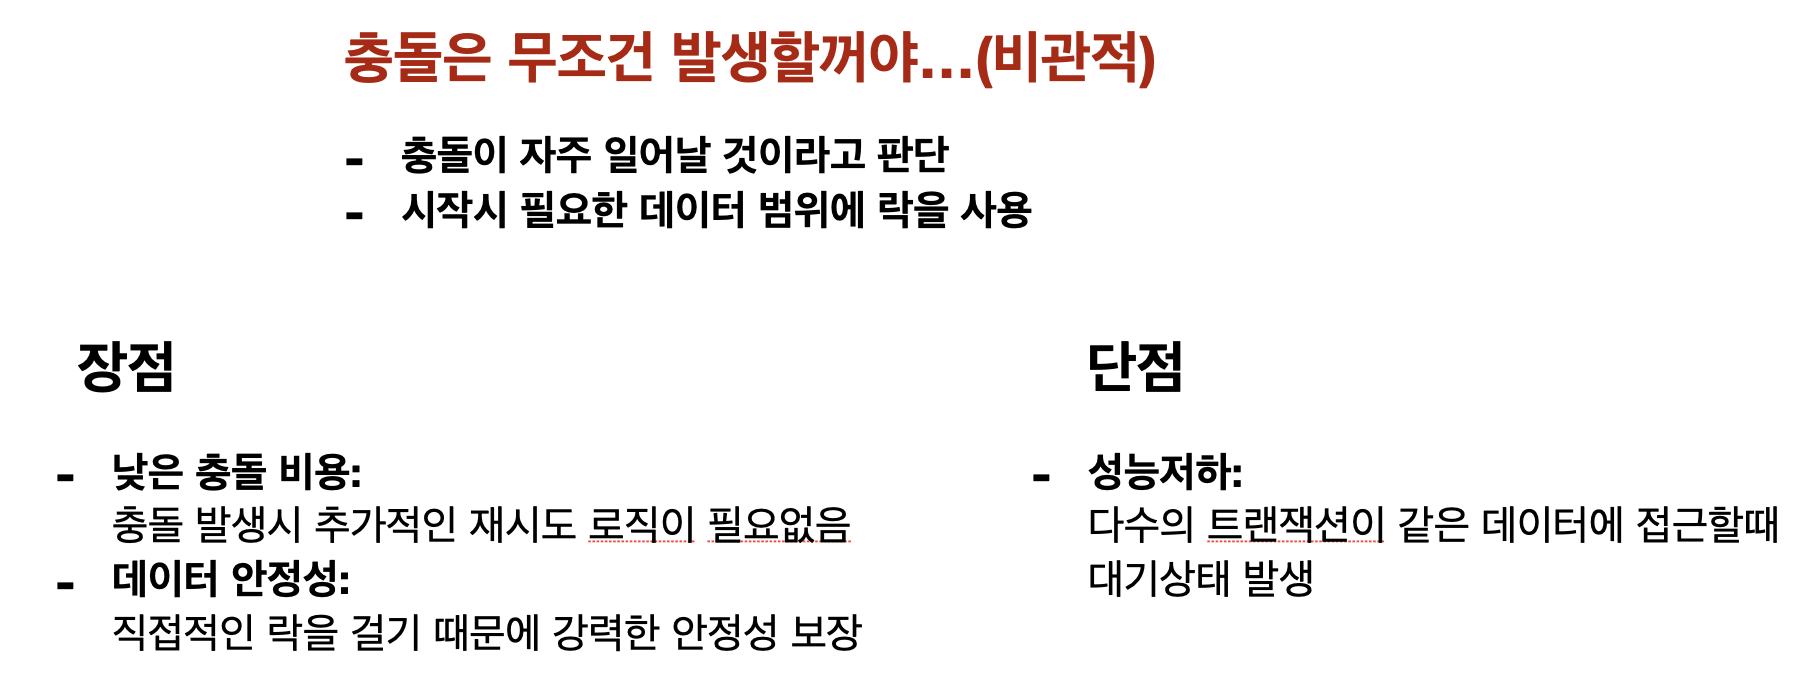 충돌은 무조건 발생할꺼야...(비관적)
- 충돌이 자주 일어날 것이라고 판단
- 시작시 필요한 데이터 범위에 락을 사용
장점
- 낮은 충돌 비용:
충돌 발생시 추가적인 재시도 로직이 필요없음
- 데이터 안정성:
직접적인 락을 걸기 때문에 강력한 안정성 보장
단점
- 성능저하:
다수의 트랜잭션이 같은 데이터에 접근할때
대기상태 발생